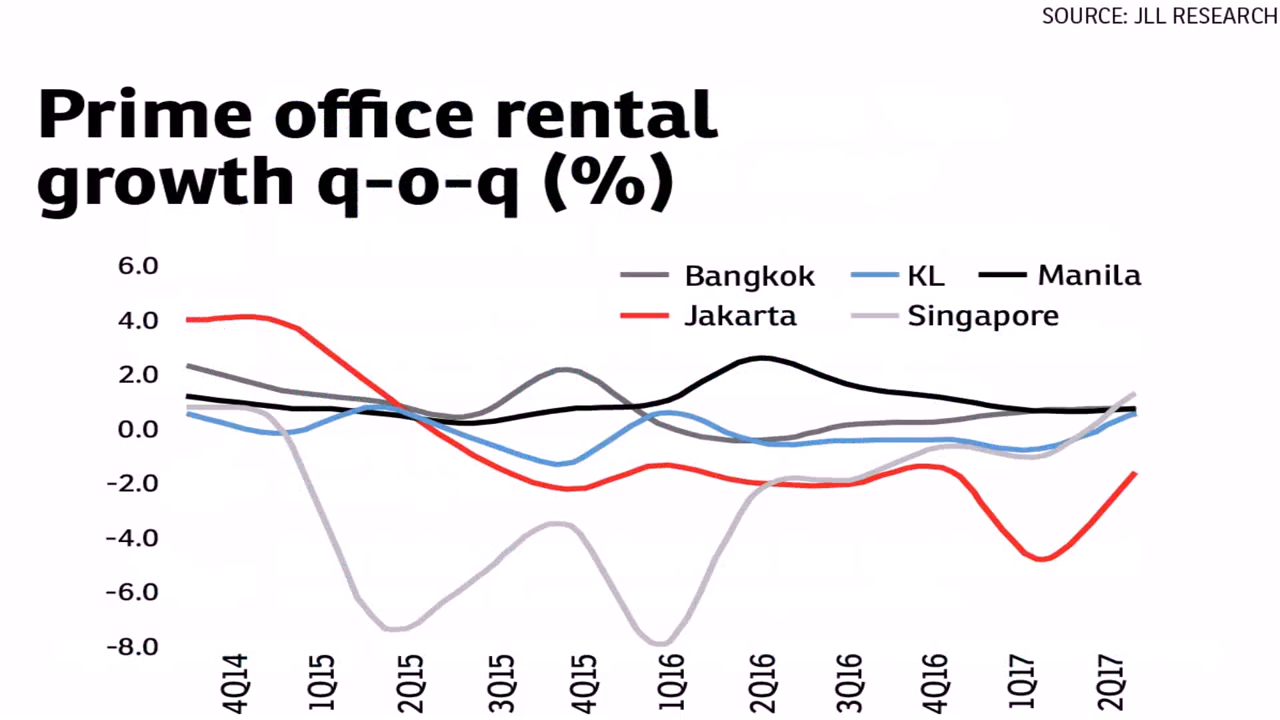 SOURCE: JLL RESEARCH
Prime office rental
growth q-o-q (%)
Bangkok KL Manila
Jakarta Singapore
6.0
4.0
2.0
0.0
-2.0
-4.0
-6.0
-8.0
4Q14 1Q15 2Q15 3Q15 4Q15 1Q16 2Q16 3Q16 4Q16 1Q17 2Q17